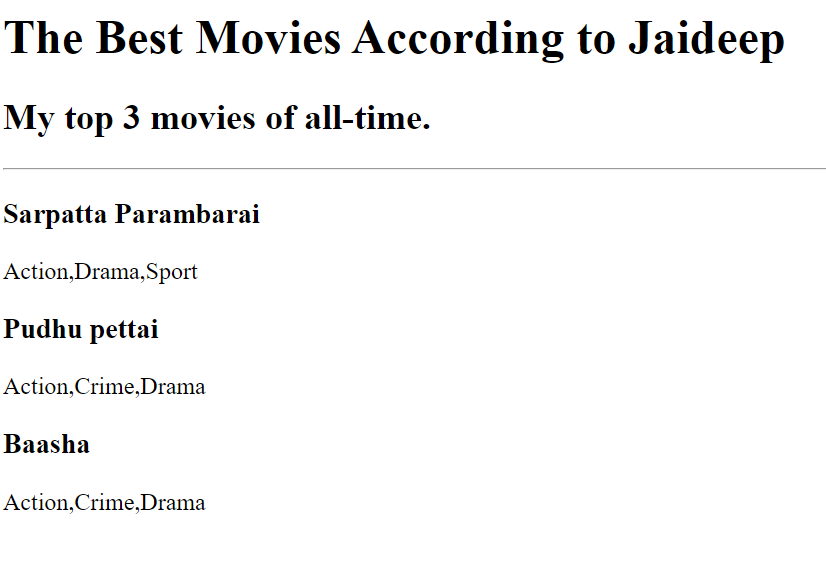 The Best Movies According to Jaideep
My top 3 movies of all-time.
Sarpatta Parambarai
Action,Drama,Sport
Pudhu pettai
Action,Crime,Drama
Baasha
Action,Crime,Drama